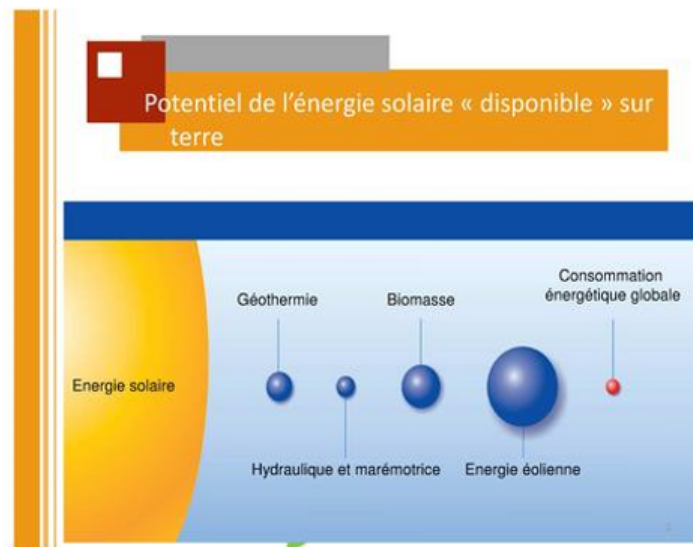 Potentiel de l’énergie solaire « disponible » sur
terre
Consommation
énergétique globale
Géothermie
Biomasse
Energie solaire
Hydraulique et marémotrice
Energie éolienne